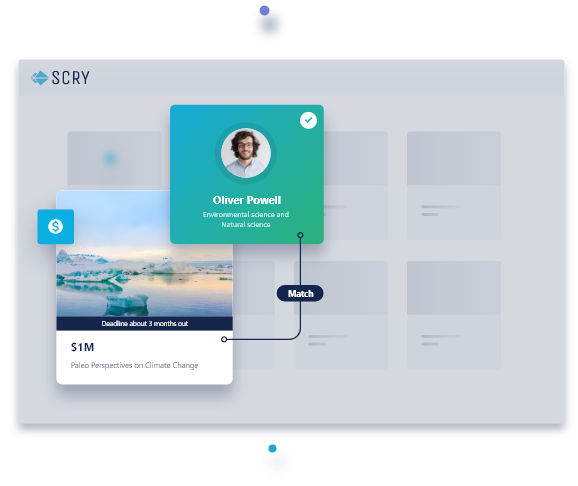 SCRY
Oliver Powell
Environmental science and
Natural science
$
Match
Deadline about 3 months out
$1M
Paleo Perspectives on Climate Change